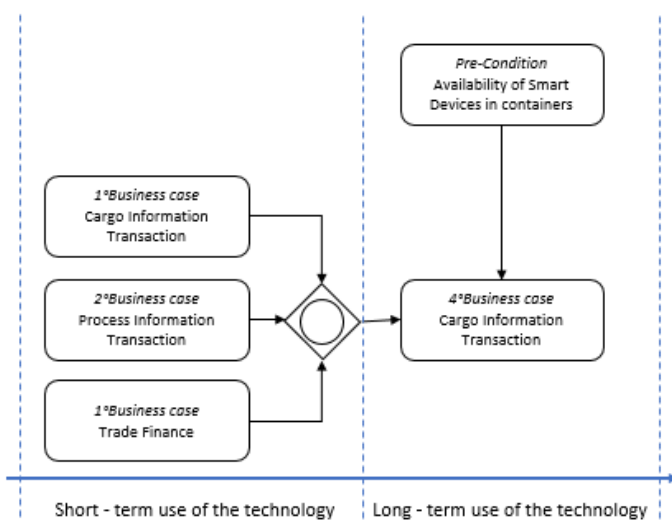 Pre-Condition
Availability of Smart
Devices in containers
1°Business case
Cargo Information
Transaction
2°Business case
Process Information
Transaction
4°Business case
Cargo Information
Transaction
1°Business case
Trade Finance
Short - term use of the technology
Long - term use of the technology